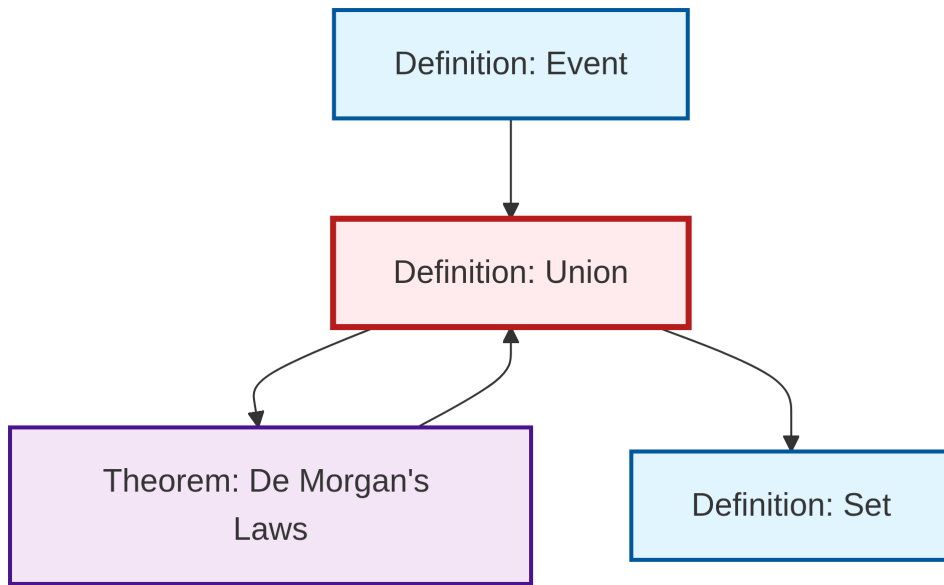 Definition: Event
Definition: Union
Theorem: De Morgan's
Laws
Definition: Set